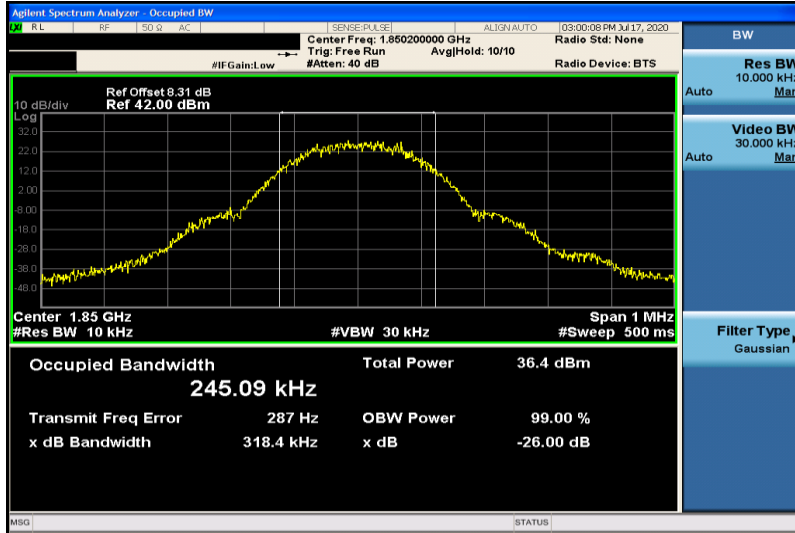 Agilent Spectrum Analyzer - Occupied BW
LXI RL RF 50 Ω AC SENSE:PULSE ALIGN AUTO 03:00:08 PM Jul 17, 2020
Center Freq: 1.850200000 GHz Radio Std: None
Trig: Free Run Avg|Hold: 10/10
#IFGain:Low #Atten: 40 dB Radio Device: BTS
BW
Res BW
10.000 kHz
Auto Man
Video BW
30.000 kHz
Auto Man
Filter Type
Gaussian
Ref Offset 8.31 dB
10 dB/div Ref 42.00 dBm
Log
32.0
22.0
12.0
2.00
-8.00
-18.0
-28.0
-38.0
-48.0
Center 1.85 GHz Span 1 MHz
#Res BW 10 kHz #VBW 30 kHz #Sweep 500 ms
Occupied Bandwidth Total Power 36.4 dBm
245.09 kHz
Transmit Freq Error 287 Hz OBW Power 99.00 %
x dB Bandwidth 318.4 kHz x dB -26.00 dB
MSG STATUS